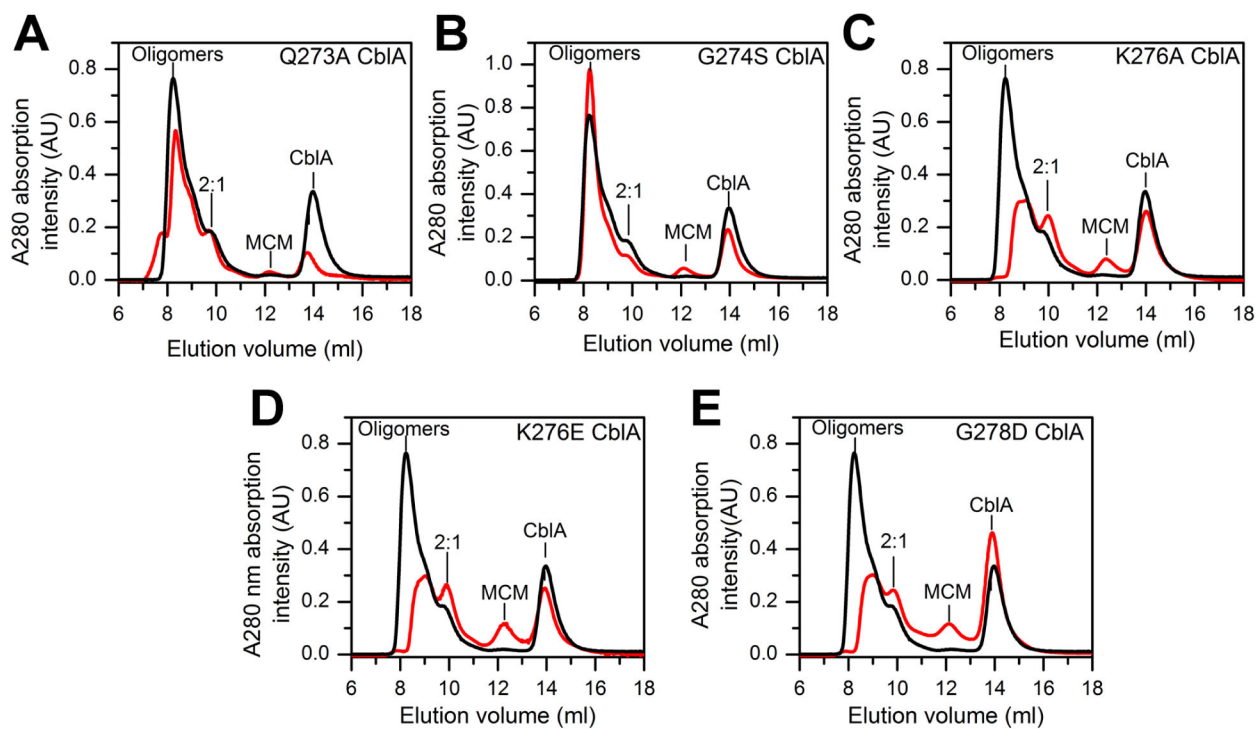 A
Oligomers
Q273A CblA
0.8
0.6
0.4
0.2
0.0
2:1
MCM
CblA
6 8 10 12 14 16 18
Elution volume (ml)
A280 absorption
intensity (AU)
B
Oligomers
G274S CblA
1.0
0.8
0.6
0.4
0.2
0.0
2:1
MCM
CblA
6 8 10 12 14 16 18
Elution volume (ml)
A280 absorption
intensity (AU)
C
Oligomers
K276A CblA
0.8
0.6
0.4
0.2
0.0
2:1
MCM
CblA
6 8 10 12 14 16 18
Elution volume (ml)
A280 absorption
intensity (AU)
D
Oligomers
K276E CblA
0.8
0.6
0.4
0.2
0.0
2:1
MCM
CblA
6 8 10 12 14 16 18
Elution volume (ml)
A280 nm absorption
intensity (AU)
E
Oligomers
G278D CblA
0.8
0.6
0.4
0.2
0.0
2:1
MCM
CblA
6 8 10 12 14 16 18
Elution volume (ml)
A280 absorption
intensity(AU)